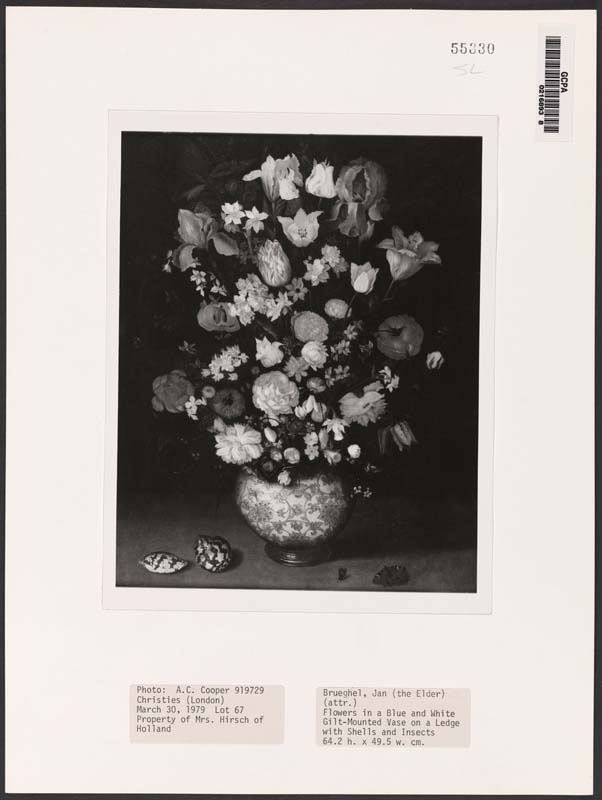 55330
SL
GCPA
0216893 8
Photo: A.C. Cooper 919729
Christies (London)
March 30, 1979 Lot 67
Property of Mrs. Hirsch of
Holland
Brueghel, Jan (the Elder)
(attr.)
Flowers in a Blue and White
Gilt-Mounted Vase on a Ledge
with Shells and Insects
64.2 h. x 49.5 w. cm.